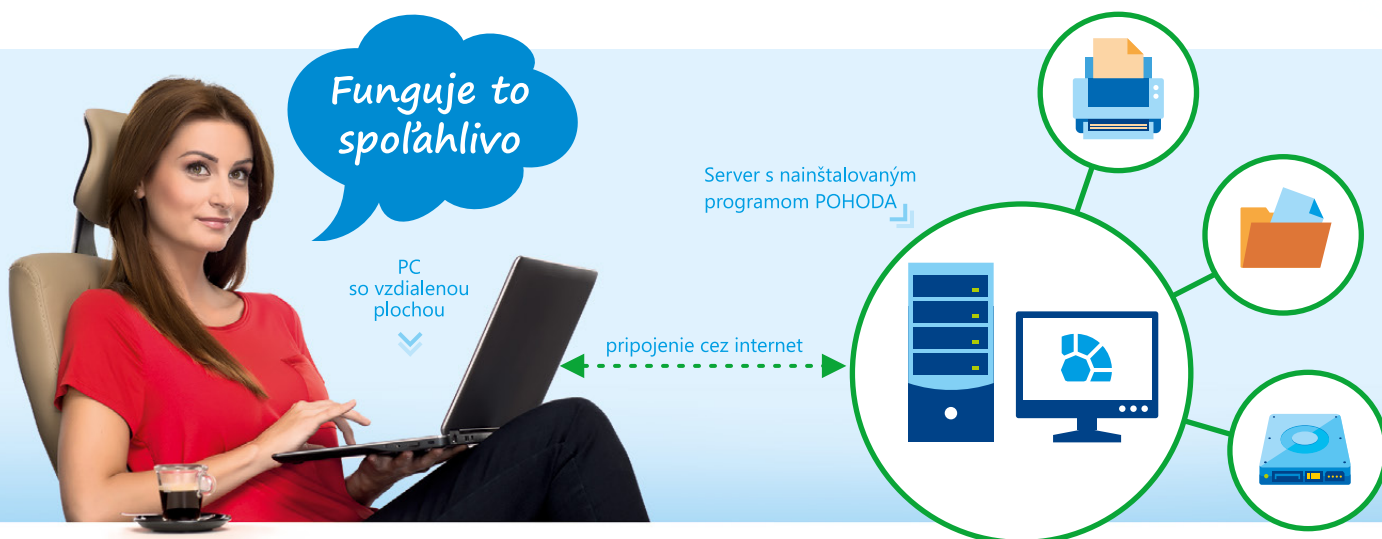 Funguje to
spoľahlivo
Server s nainštalovaným
programom POHODA
PC
so vzdialenou
plochou
pripojenie cez internet